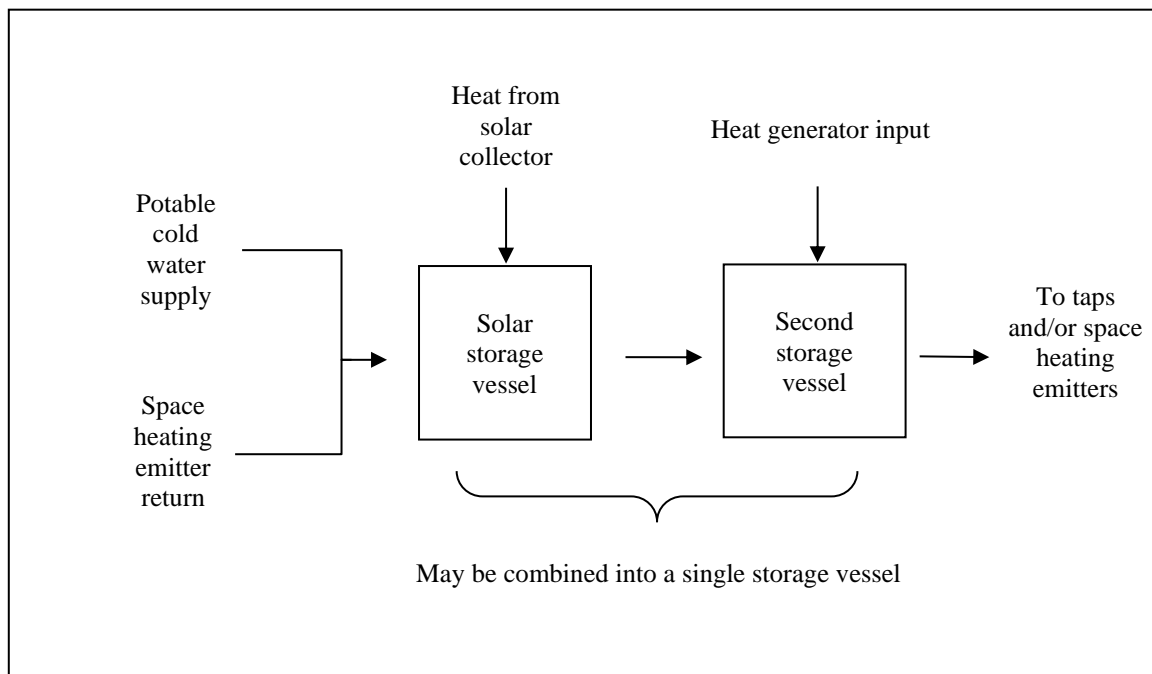 Heat from
solar
collector
Heat generator input
Potable
cold
water
supply
Solar
storage
vessel
Second
storage
vessel
To taps
and/or space
heating
emitters
Space
heating
emitter
return
May be combined into a single storage vessel